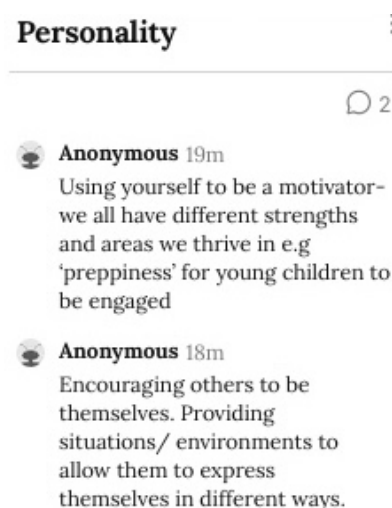 Personality
2
Anonymous 19m
Using yourself to be a motivator-
we all have different strengths
and areas we thrive in e.g
‘preppiness’ for young children to
be engaged
Anonymous 18m
Encouraging others to be
themselves. Providing
situations/ environments to
allow them to express
themselves in different ways.